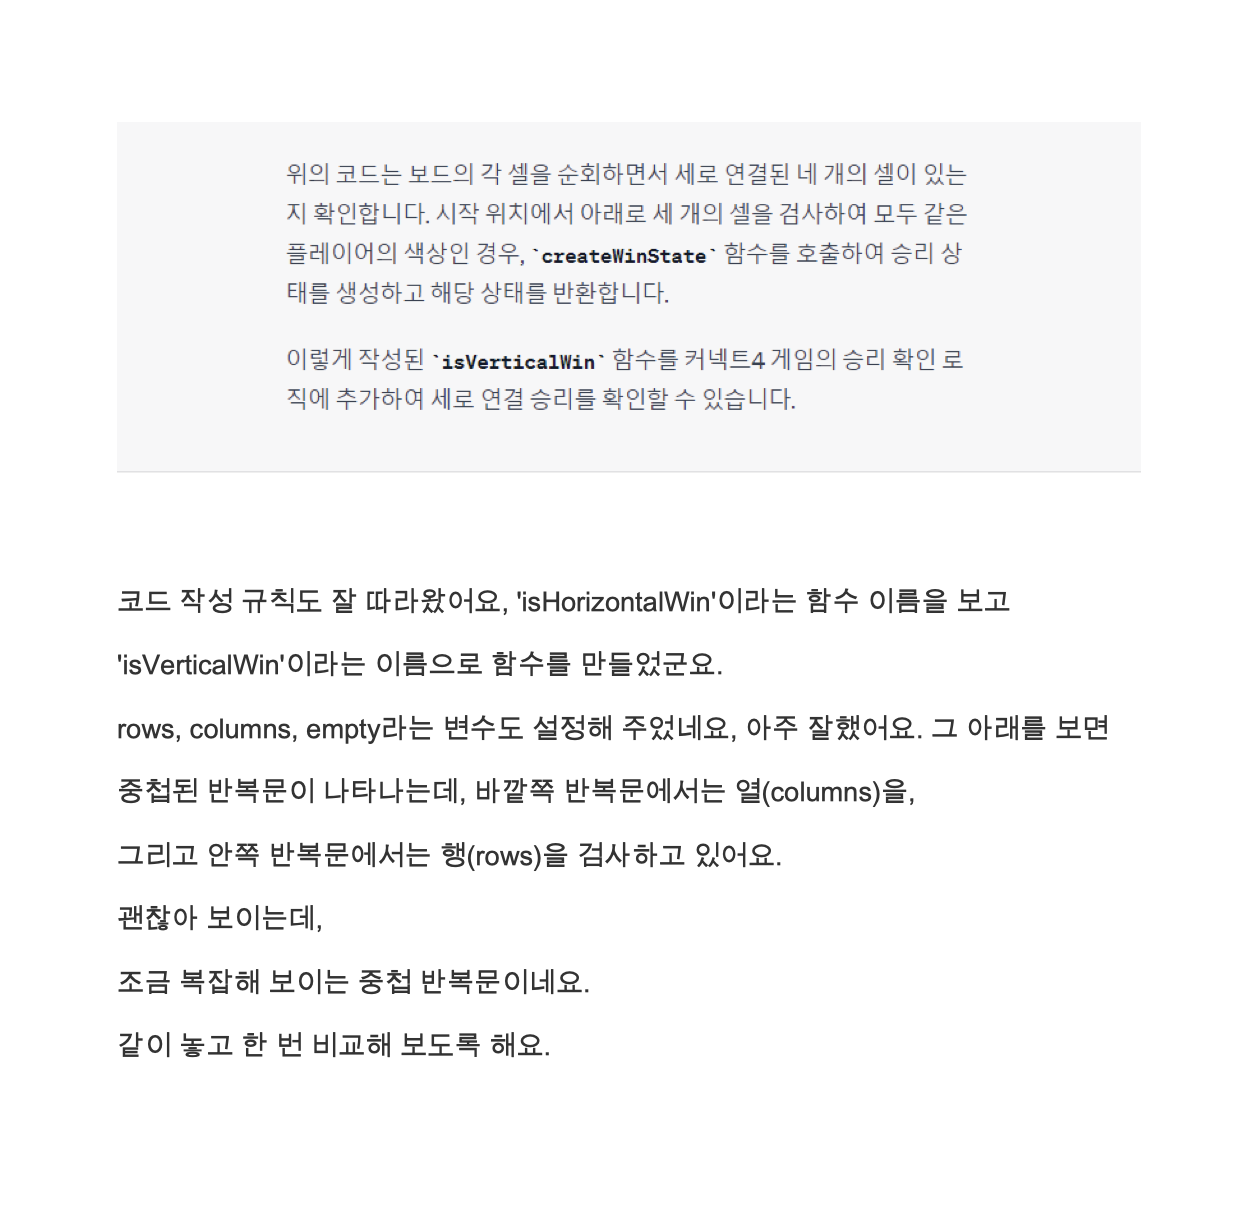 위의 코드는 보드의 각 셀을 순회하면서 세로 연결된 네 개의 셀이 있는
지 확인합니다. 시작 위치에서 아래로 세 개의 셀을 검사하여 모두 같은
플레이어의 색상인 경우, `createWinState` 함수를 호출하여 승리 상
태를 생성하고 해당 상태를 반환합니다.
이렇게 작성된 `isVerticalWin` 함수를 커넥트4 게임의 승리 확인 로
직에 추가하여 세로 연결 승리를 확인할 수 있습니다.
코드 작성 규칙도 잘 따라왔어요, 'isHorizontalWin'이라는 함수 이름을 보고
'isVerticalWin'이라는 이름으로 함수를 만들었군요.
rows, columns, empty라는 변수도 설정해 주었네요, 아주 잘했어요. 그 아래를 보면
중첩된 반복문이 나타나는데, 바깥쪽 반복문에서는 열(columns)을,
그리고 안쪽 반복문에서는 행(rows)을 검사하고 있어요.
괜찮아 보이는데,
조금 복잡해 보이는 중첩 반복문이네요.
같이 놓고 한 번 비교해 보도록 해요.